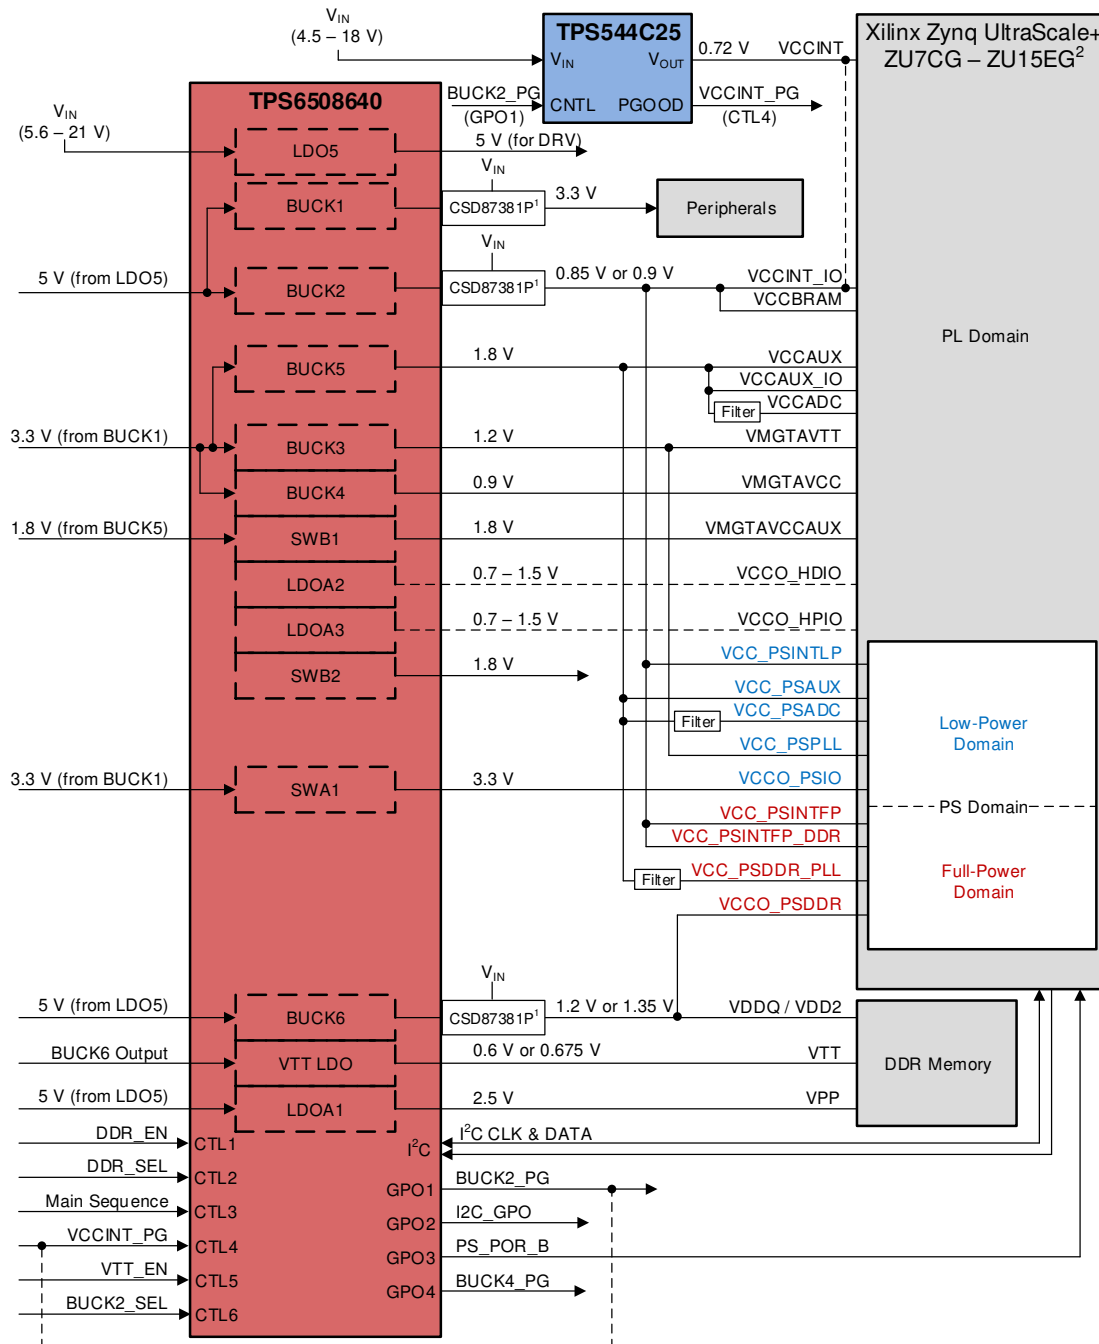 V_IN
(4.5 – 18 V)
TPS544C25
V_IN
V_OUT
CNTL
PGOOD
0.72 V
VCCINT
BUCK2_PG
(GPO1)
VCCINT_PG
(CTL4)
Xilinx Zynq UltraScale+
ZU7CG – ZU15EG²
TPS6508640
V_IN
(5.6 – 21 V)
LDO5
5 V (for DRV)
BUCK1
V_IN
CSD87381P¹
3.3 V
Peripherals
5 V (from LDO5)
BUCK2
V_IN
CSD87381P¹
0.85 V or 0.9 V
VCCINT_IO
VCCBRAM
PL Domain
BUCK5
1.8 V
VCCAUX
VCCAUX_IO
Filter
VCCADC
3.3 V (from BUCK1)
BUCK3
1.2 V
VMGTAVTT
BUCK4
0.9 V
VMGTAVCC
1.8 V (from BUCK5)
SWB1
1.8 V
VMGTAVCCAUX
LDOA2
0.7 – 1.5 V
VCCO_HDIO
LDOA3
0.7 – 1.5 V
VCCO_HPIO
SWB2
1.8 V
VCC_PSINTLP
VCC_PSAUX
Filter
VCC_PSADC
VCC_PSPLL
Low-Power
Domain
3.3 V (from BUCK1)
SWA1
3.3 V
VCCO_PSIO
PS Domain
VCC_PSINTFP
VCC_PSINTFP_DDR
Filter
VCC_PSDDR_PLL
VCCO_PSDDR
Full-Power
Domain
5 V (from LDO5)
BUCK6
V_IN
CSD87381P¹
1.2 V or 1.35 V
VDDQ / VDD2
BUCK6 Output
VTT LDO
0.6 V or 0.675 V
VTT
DDR Memory
5 V (from LDO5)
LDOA1
2.5 V
VPP
DDR_EN
CTL1
I²C
I²C CLK & DATA
DDR_SEL
CTL2
GPO1
BUCK2_PG
Main Sequence
CTL3
GPO2
I2C_GPO
VCCINT_PG
CTL4
GPO3
PS_POR_B
VTT_EN
CTL5
GPO4
BUCK4_PG
BUCK2_SEL
CTL6